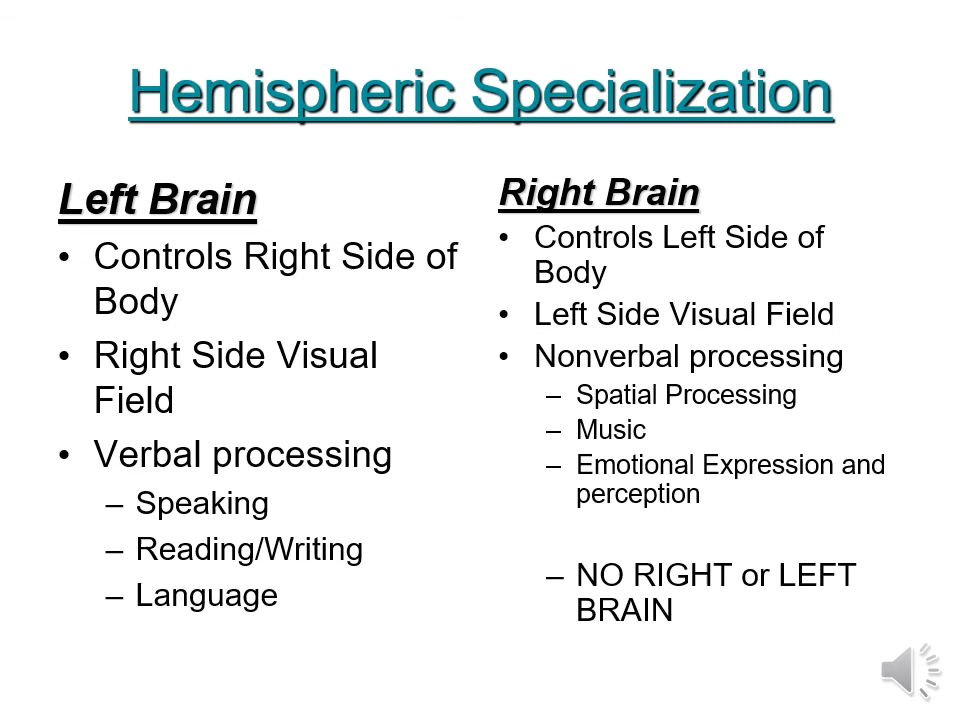 Hemispheric Specialization
Left Brain
• Controls Right Side of
Body
• Right Side Visual
Field
• Verbal processing
– Speaking
– Reading/Writing
– Language
Right Brain
• Controls Left Side of
Body
• Left Side Visual Field
• Nonverbal processing
– Spatial Processing
– Music
– Emotional Expression and
perception
– NO RIGHT or LEFT
BRAIN